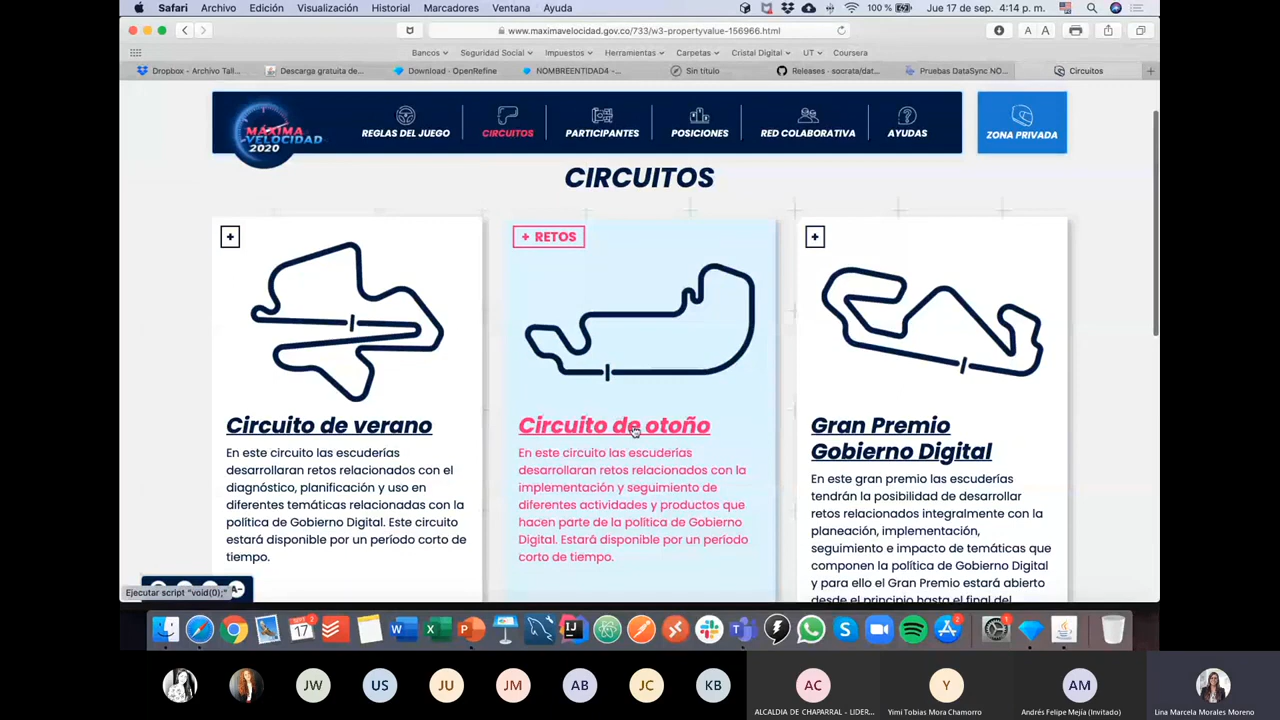 Safari Archivo Edición Visualización Historial Marcadores Ventana Ayuda 100 % Jue 17 de sep. 4:14 p. m.
www.maximavelocidad.gov.co/733/w3-propertyvalue-156966.html
A A
Bancos Seguridad Social Impuestos Herramientas Carpetas Cristal Digital UT Coursera
Dropbox - Archivo Tall... Descarga gratuita de... Download - OpenRefine NOMBREENTIDAD4 -... Sin título Releases · socrata/dat... Pruebas DataSync NO... Circuitos
MÁXIMA
VELOCIDAD
2020
REGLAS DEL JUEGO CIRCUITOS PARTICIPANTES POSICIONES RED COLABORATIVA AYUDAS ZONA PRIVADA
CIRCUITOS
+
+ RETOS
+
Circuito de verano
En este circuito las escuderías
desarrollaran retos relacionados con el
diagnóstico, planificación y uso en
diferentes temáticas relacionadas con la
política de Gobierno Digital. Este circuito
estará disponible por un período corto de
tiempo.
Circuito de otoño
En este circuito las escuderías
desarrollaran retos relacionados con la
implementación y seguimiento de
diferentes actividades y productos que
hacen parte de la política de Gobierno
Digital. Estará disponible por un período
corto de tiempo.
Gran Premio
Gobierno Digital
En este gran premio las escuderías
tendrán la posibilidad de desarrollar
retos relacionados integralmente con la
planeación, implementación,
seguimiento e impacto de temáticas que
componen la política de Gobierno Digital
y para ello el Gran Premio estará abierto
desde el principio hasta el final del
A-
Ejecutar script "void(0);"
17
JW US JU JM AB JC KB AC Y AM
ALCALDIA DE CHAPARRAL - LIDER... Yimi Tobias Mora Chamorro Andrés Felipe Mejía (Invitado) Lina Marcela Morales Moreno